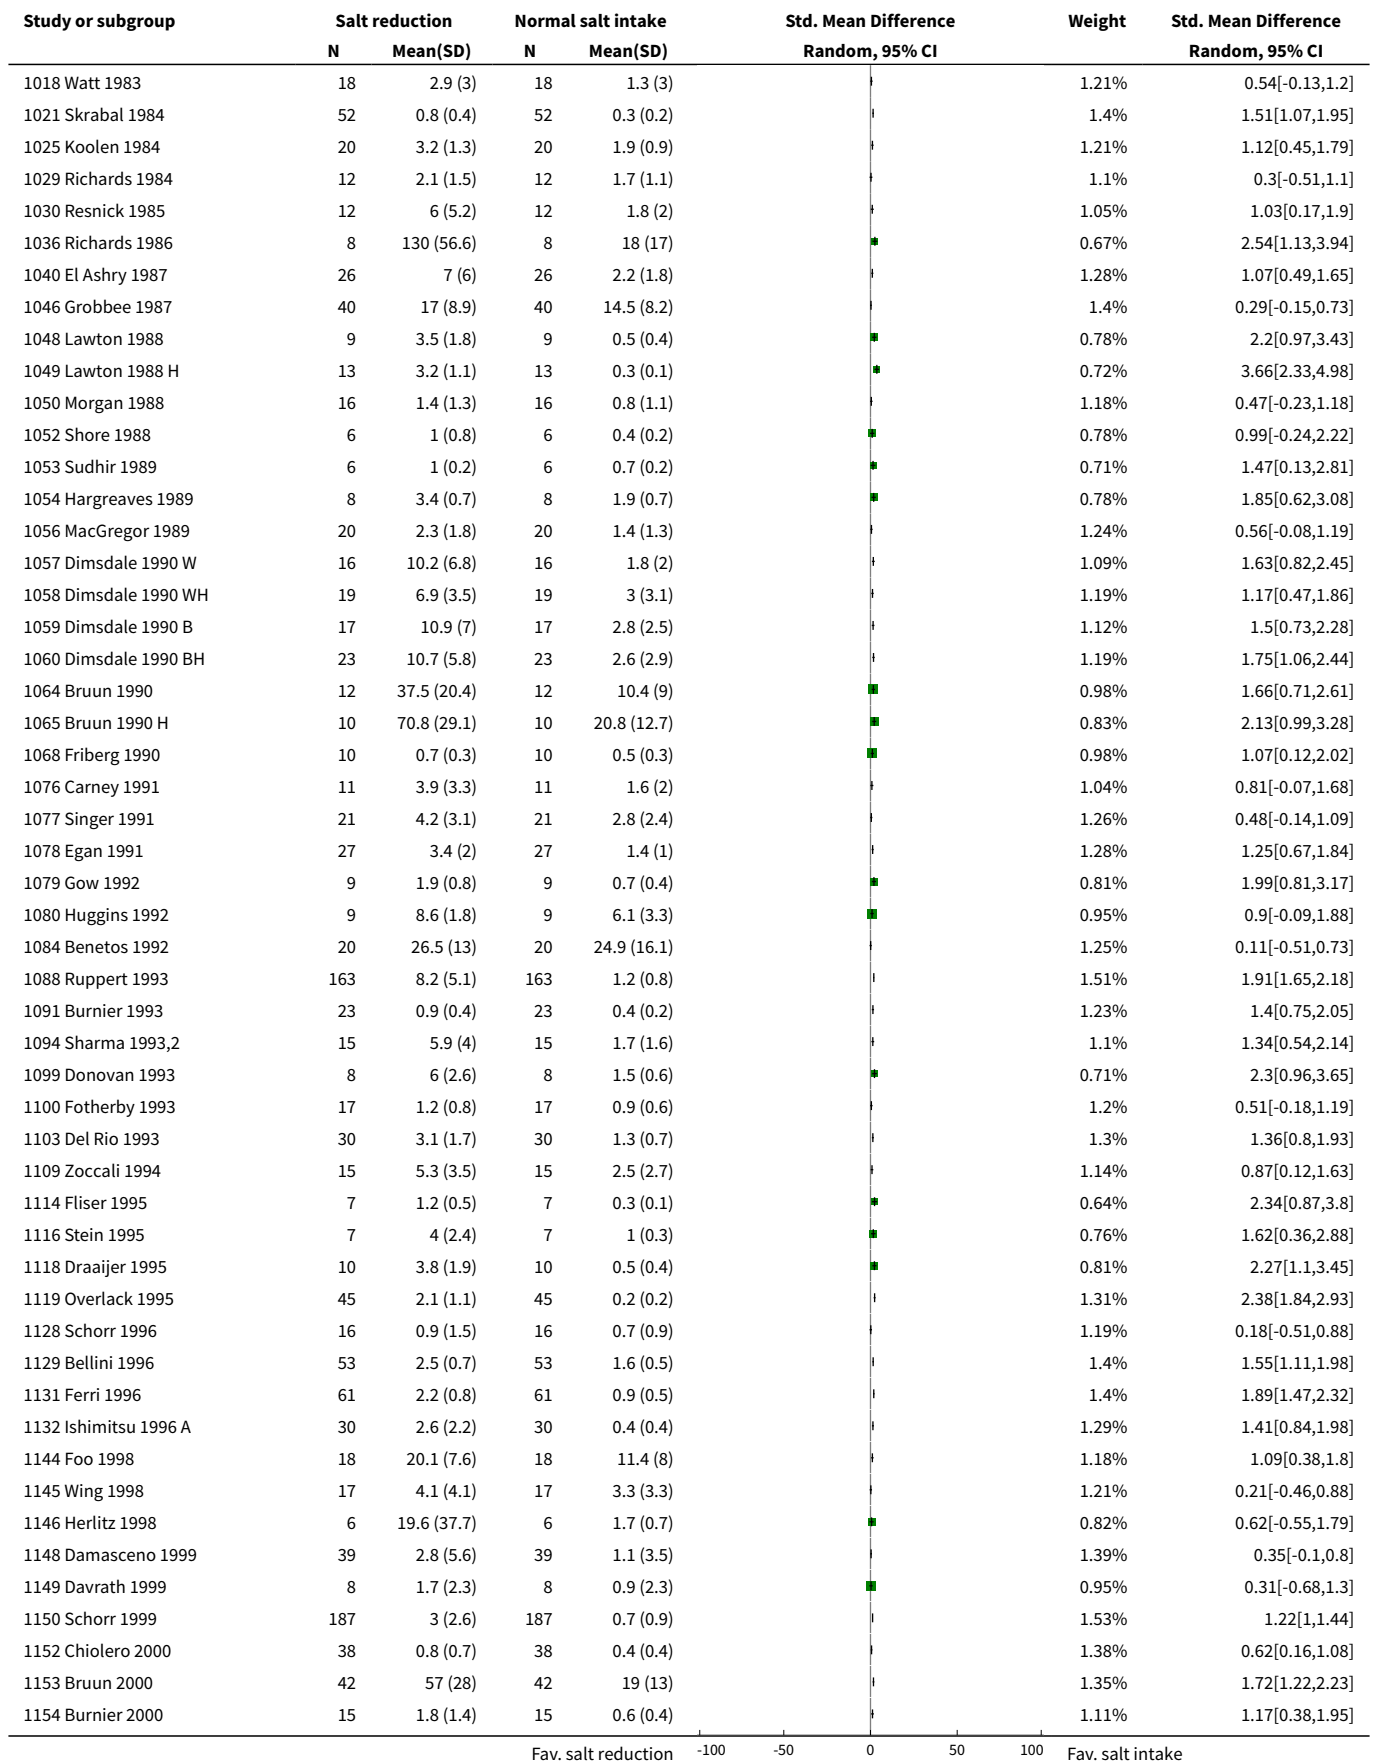 Study or subgroup Salt reduction Normal salt intake Std. Mean Difference Weight Std. Mean Difference
N Mean(SD) N Mean(SD) Random, 95% CI Random, 95% CI
1018 Watt 1983 18 2.9 (3) 18 1.3 (3) 1.21% 0.54[-0.13,1.2]
1021 Skrabal 1984 52 0.8 (0.4) 52 0.3 (0.2) 1.4% 1.51[1.07,1.95]
1025 Koolen 1984 20 3.2 (1.3) 20 1.9 (0.9) 1.21% 1.12[0.45,1.79]
1029 Richards 1984 12 2.1 (1.5) 12 1.7 (1.1) 1.1% 0.3[-0.51,1.1]
1030 Resnick 1985 12 6 (5.2) 12 1.8 (2) 1.05% 1.03[0.17,1.9]
1036 Richards 1986 8 130 (56.6) 8 18 (17) 0.67% 2.54[1.13,3.94]
1040 El Ashry 1987 26 7 (6) 26 2.2 (1.8) 1.28% 1.07[0.49,1.65]
1046 Grobbee 1987 40 17 (8.9) 40 14.5 (8.2) 1.4% 0.29[-0.15,0.73]
1048 Lawton 1988 9 3.5 (1.8) 9 0.5 (0.4) 0.78% 2.2[0.97,3.43]
1049 Lawton 1988 H 13 3.2 (1.1) 13 0.3 (0.1) 0.72% 3.66[2.33,4.98]
1050 Morgan 1988 16 1.4 (1.3) 16 0.8 (1.1) 1.18% 0.47[-0.23,1.18]
1052 Shore 1988 6 1 (0.8) 6 0.4 (0.2) 0.78% 0.99[-0.24,2.22]
1053 Sudhir 1989 6 1 (0.2) 6 0.7 (0.2) 0.71% 1.47[0.13,2.81]
1054 Hargreaves 1989 8 3.4 (0.7) 8 1.9 (0.7) 0.78% 1.85[0.62,3.08]
1056 MacGregor 1989 20 2.3 (1.8) 20 1.4 (1.3) 1.24% 0.56[-0.08,1.19]
1057 Dimsdale 1990 W 16 10.2 (6.8) 16 1.8 (2) 1.09% 1.63[0.82,2.45]
1058 Dimsdale 1990 WH 19 6.9 (3.5) 19 3 (3.1) 1.19% 1.17[0.47,1.86]
1059 Dimsdale 1990 B 17 10.9 (7) 17 2.8 (2.5) 1.12% 1.5[0.73,2.28]
1060 Dimsdale 1990 BH 23 10.7 (5.8) 23 2.6 (2.9) 1.19% 1.75[1.06,2.44]
1064 Bruun 1990 12 37.5 (20.4) 12 10.4 (9) 0.98% 1.66[0.71,2.61]
1065 Bruun 1990 H 10 70.8 (29.1) 10 20.8 (12.7) 0.83% 2.13[0.99,3.28]
1068 Friberg 1990 10 0.7 (0.3) 10 0.5 (0.3) 0.98% 1.07[0.12,2.02]
1076 Carney 1991 11 3.9 (3.3) 11 1.6 (2) 1.04% 0.81[-0.07,1.68]
1077 Singer 1991 21 4.2 (3.1) 21 2.8 (2.4) 1.26% 0.48[-0.14,1.09]
1078 Egan 1991 27 3.4 (2) 27 1.4 (1) 1.28% 1.25[0.67,1.84]
1079 Gow 1992 9 1.9 (0.8) 9 0.7 (0.4) 0.81% 1.99[0.81,3.17]
1080 Huggins 1992 9 8.6 (1.8) 9 6.1 (3.3) 0.95% 0.9[-0.09,1.88]
1084 Benetos 1992 20 26.5 (13) 20 24.9 (16.1) 1.25% 0.11[-0.51,0.73]
1088 Ruppert 1993 163 8.2 (5.1) 163 1.2 (0.8) 1.51% 1.91[1.65,2.18]
1091 Burnier 1993 23 0.9 (0.4) 23 0.4 (0.2) 1.23% 1.4[0.75,2.05]
1094 Sharma 1993,2 15 5.9 (4) 15 1.7 (1.6) 1.1% 1.34[0.54,2.14]
1099 Donovan 1993 8 6 (2.6) 8 1.5 (0.6) 0.71% 2.3[0.96,3.65]
1100 Fotherby 1993 17 1.2 (0.8) 17 0.9 (0.6) 1.2% 0.51[-0.18,1.19]
1103 Del Rio 1993 30 3.1 (1.7) 30 1.3 (0.7) 1.3% 1.36[0.8,1.93]
1109 Zoccali 1994 15 5.3 (3.5) 15 2.5 (2.7) 1.14% 0.87[0.12,1.63]
1114 Fliser 1995 7 1.2 (0.5) 7 0.3 (0.1) 0.64% 2.34[0.87,3.8]
1116 Stein 1995 7 4 (2.4) 7 1 (0.3) 0.76% 1.62[0.36,2.88]
1118 Draaijer 1995 10 3.8 (1.9) 10 0.5 (0.4) 0.81% 2.27[1.1,3.45]
1119 Overlack 1995 45 2.1 (1.1) 45 0.2 (0.2) 1.31% 2.38[1.84,2.93]
1128 Schorr 1996 16 0.9 (1.5) 16 0.7 (0.9) 1.19% 0.18[-0.51,0.88]
1129 Bellini 1996 53 2.5 (0.7) 53 1.6 (0.5) 1.4% 1.55[1.11,1.98]
1131 Ferri 1996 61 2.2 (0.8) 61 0.9 (0.5) 1.4% 1.89[1.47,2.32]
1132 Ishimitsu 1996 A 30 2.6 (2.2) 30 0.4 (0.4) 1.29% 1.41[0.84,1.98]
1144 Foo 1998 18 20.1 (7.6) 18 11.4 (8) 1.18% 1.09[0.38,1.8]
1145 Wing 1998 17 4.1 (4.1) 17 3.3 (3.3) 1.21% 0.21[-0.46,0.88]
1146 Herlitz 1998 6 19.6 (37.7) 6 1.7 (0.7) 0.82% 0.62[-0.55,1.79]
1148 Damasceno 1999 39 2.8 (5.6) 39 1.1 (3.5) 1.39% 0.35[-0.1,0.8]
1149 Davrath 1999 8 1.7 (2.3) 8 0.9 (2.3) 0.95% 0.31[-0.68,1.3]
1150 Schorr 1999 187 3 (2.6) 187 0.7 (0.9) 1.53% 1.22[1,1.44]
1152 Chiolero 2000 38 0.8 (0.7) 38 0.4 (0.4) 1.38% 0.62[0.16,1.08]
1153 Bruun 2000 42 57 (28) 42 19 (13) 1.35% 1.72[1.22,2.23]
1154 Burnier 2000 15 1.8 (1.4) 15 0.6 (0.4) 1.11% 1.17[0.38,1.95]
Fav. salt reduction -100 -50 0 50 100 Fav. salt intake